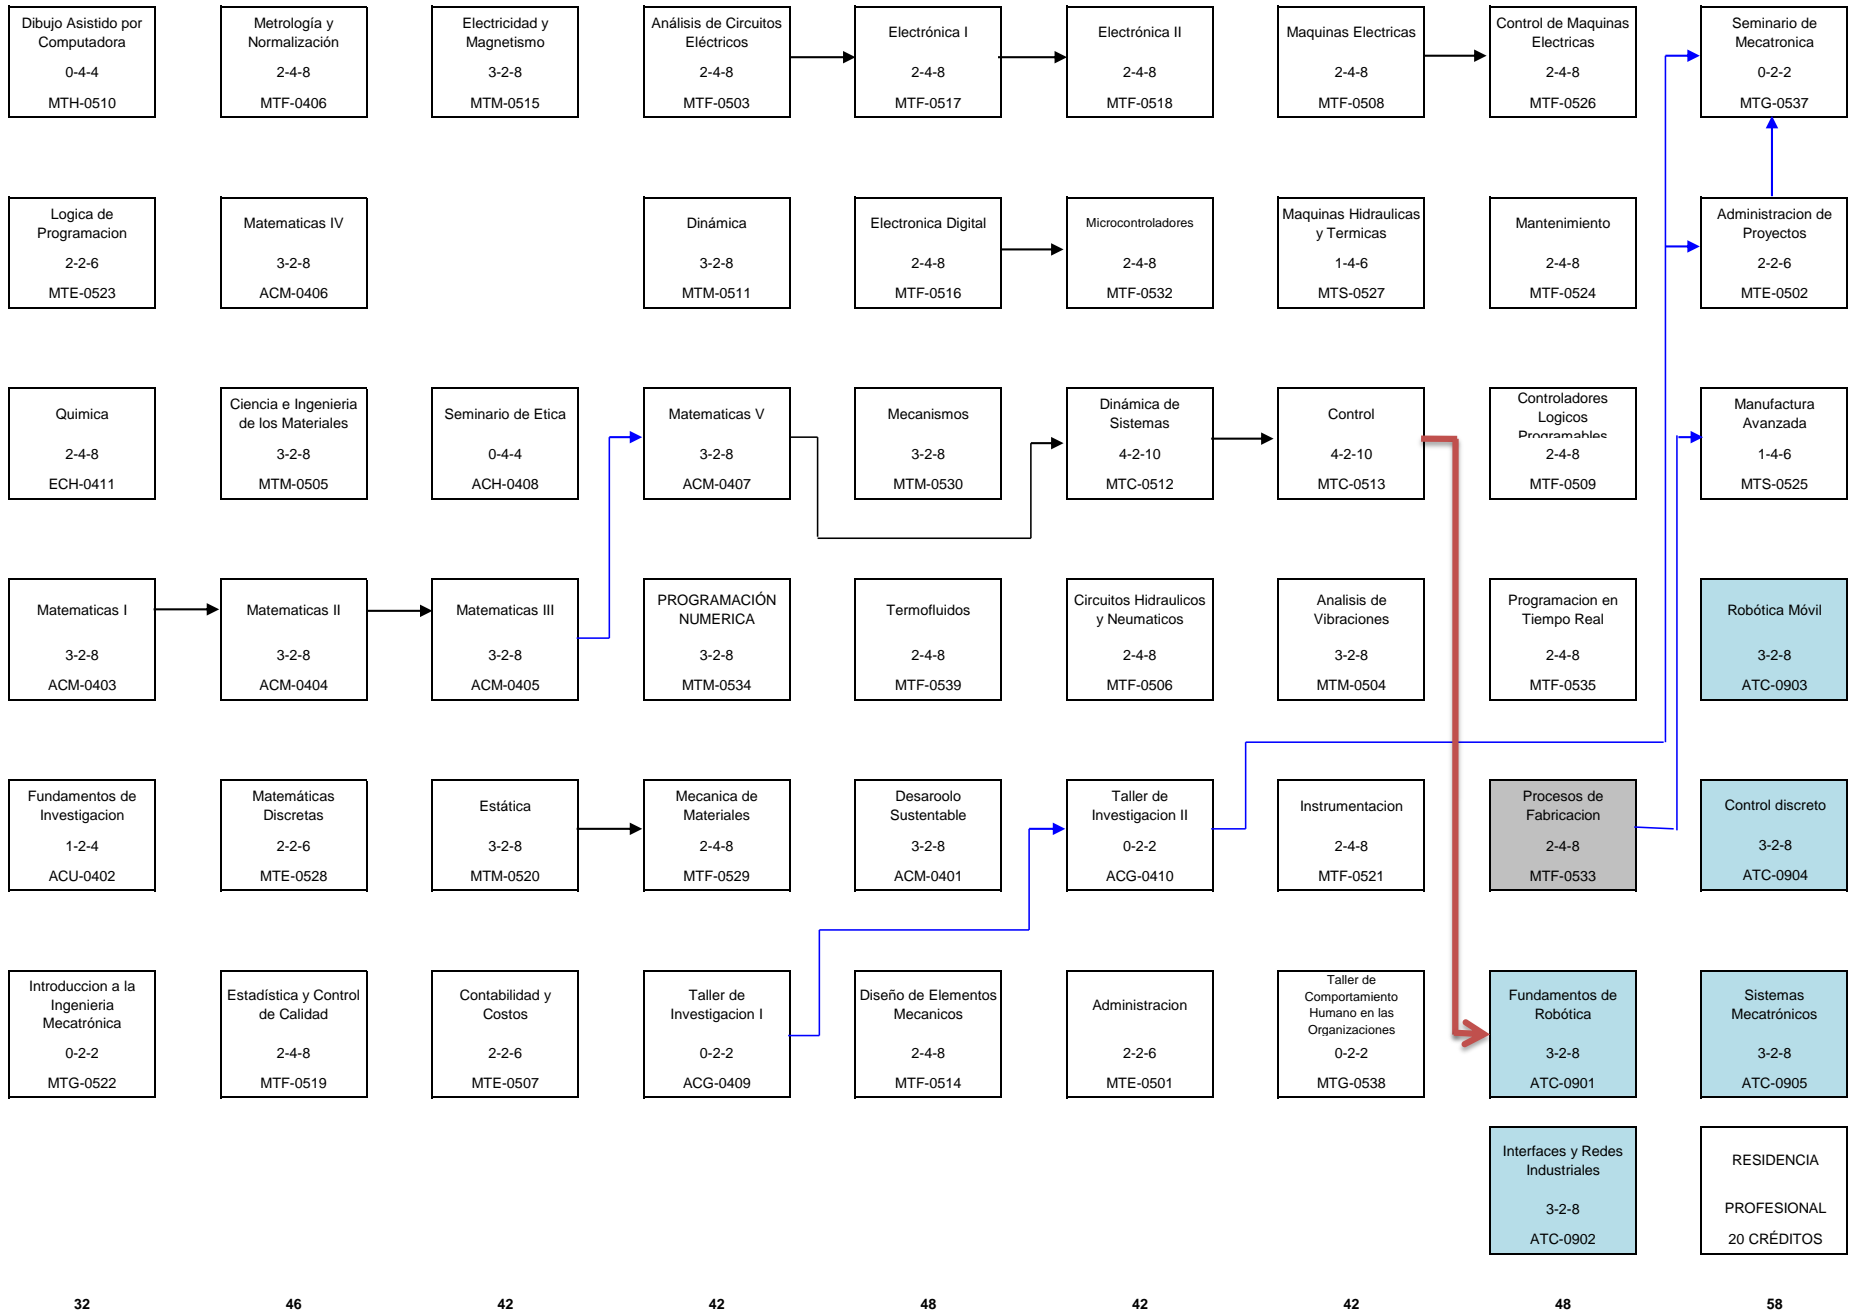 Dibujo Asistido por
Computadora
0-4-4
MTH-0510
Metrología y
Normalización
2-4-8
MTF-0406
Electricidad y
Magnetismo
3-2-8
MTM-0515
Análisis de Circuitos
Eléctricos
2-4-8
MTF-0503
Electrónica I
2-4-8
MTF-0517
Electrónica II
2-4-8
MTF-0518
Maquinas Electricas
2-4-8
MTF-0508
Control de Maquinas
Electricas
2-4-8
MTF-0526
Seminario de
Mecatronica
0-2-2
MTG-0537
Logica de
Programacion
2-2-6
MTE-0523
Matematicas IV
3-2-8
ACM-0406
Dinámica
3-2-8
MTM-0511
Electronica Digital
2-4-8
MTF-0516
Microcontroladores
2-4-8
MTF-0532
Maquinas Hidraulicas
y Termicas
1-4-6
MTS-0527
Mantenimiento
2-4-8
MTF-0524
Administracion de
Proyectos
2-2-6
MTE-0502
Quimica
2-4-8
ECH-0411
Ciencia e Ingenieria
de los Materiales
3-2-8
MTM-0505
Seminario de Etica
0-4-4
ACH-0408
Matematicas V
3-2-8
ACM-0407
Mecanismos
3-2-8
MTM-0530
Dinámica de
Sistemas
4-2-10
MTC-0512
Control
4-2-10
MTC-0513
Controladores
Logicos
Programables
2-4-8
MTF-0509
Manufactura
Avanzada
1-4-6
MTS-0525
Matematicas I
3-2-8
ACM-0403
Matematicas II
3-2-8
ACM-0404
Matematicas III
3-2-8
ACM-0405
PROGRAMACIÓN
NUMERICA
3-2-8
MTM-0534
Termofluidos
2-4-8
MTF-0539
Circuitos Hidraulicos
y Neumaticos
2-4-8
MTF-0506
Analisis de
Vibraciones
3-2-8
MTM-0504
Programacion en
Tiempo Real
2-4-8
MTF-0535
Robótica Móvil
3-2-8
ATC-0903
Fundamentos de
Investigacion
1-2-4
ACU-0402
Matemáticas
Discretas
2-2-6
MTE-0528
Estática
3-2-8
MTM-0520
Mecanica de
Materiales
2-4-8
MTF-0529
Desaroolo
Sustentable
3-2-8
ACM-0401
Taller de
Investigacion II
0-2-2
ACG-0410
Instrumentacion
2-4-8
MTF-0521
Procesos de
Fabricacion
2-4-8
MTF-0533
Control discreto
3-2-8
ATC-0904
Introduccion a la
Ingenieria
Mecatrónica
0-2-2
MTG-0522
Estadística y Control
de Calidad
2-4-8
MTF-0519
Contabilidad y
Costos
2-2-6
MTE-0507
Taller de
Investigacion I
0-2-2
ACG-0409
Diseño de Elementos
Mecanicos
2-4-8
MTF-0514
Administracion
2-2-6
MTE-0501
Taller de
Comportamiento
Humano en las
Organizaciones
0-2-2
MTG-0538
Fundamentos de
Robótica
3-2-8
ATC-0901
Sistemas
Mecatrónicos
3-2-8
ATC-0905
Interfaces y Redes
Industriales
3-2-8
ATC-0902
RESIDENCIA
PROFESIONAL
20 CRÉDITOS
32 46 42 42 48 42 42 48 58